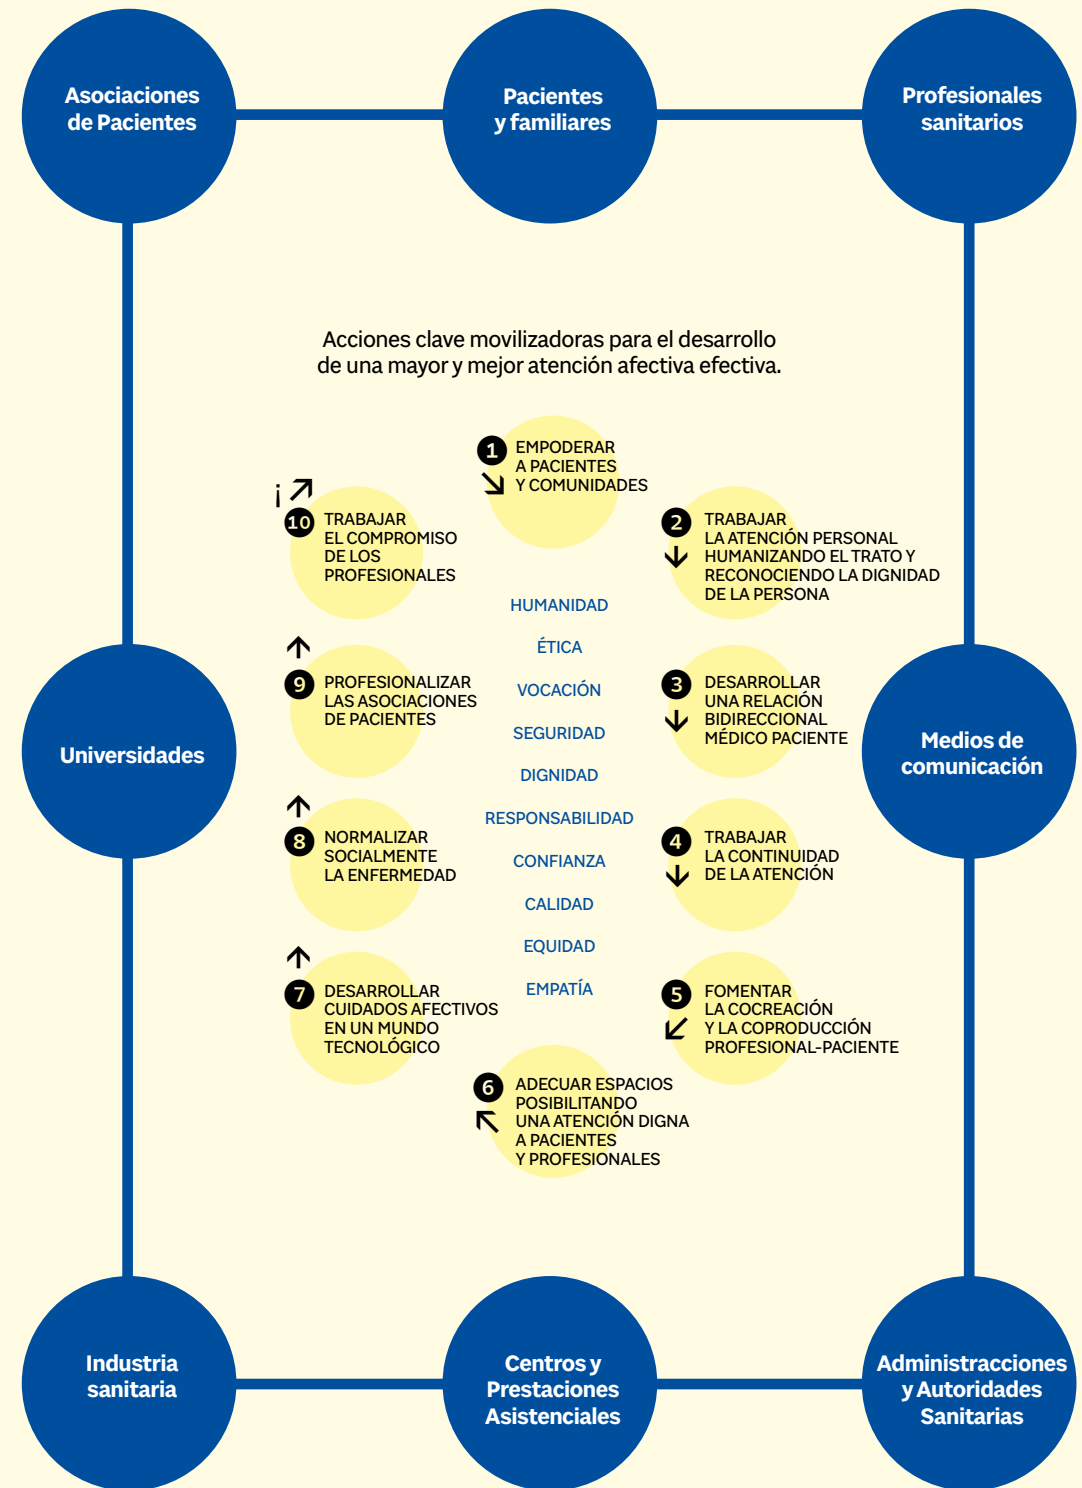 Asociaciones
de Pacientes
Pacientes
y familiares
Profesionales
sanitarios
Acciones clave movilizadoras para el desarrollo
de una mayor y mejor atención afectiva efectiva.
1 EMPODERAR
A PACIENTES
↘ Y COMUNIDADES
2 TRABAJAR
LA ATENCIÓN PERSONAL
↓ HUMANIZANDO EL TRATO Y
RECONOCIENDO LA DIGNIDAD
DE LA PERSONA
3 DESARROLLAR
UNA RELACIÓN
↓ BIDIRECCIONAL
MÉDICO PACIENTE
4 TRABAJAR
LA CONTINUIDAD
↓ DE LA ATENCIÓN
5 FOMENTAR
LA COCREACIÓN
↙ Y LA COPRODUCCIÓN
PROFESIONAL-PACIENTE
6 ADECUAR ESPACIOS
POSIBILITANDO
↖ UNA ATENCIÓN DIGNA
A PACIENTES
Y PROFESIONALES
↑
7 DESARROLLAR
CUIDADOS AFECTIVOS
EN UN MUNDO
TECNOLÓGICO
↑
8 NORMALIZAR
SOCIALMENTE
LA ENFERMEDAD
↑
9 PROFESIONALIZAR
LAS ASOCIACIONES
DE PACIENTES
¡ ↗
10 TRABAJAR
EL COMPROMISO
DE LOS
PROFESIONALES
HUMANIDAD
ÉTICA
VOCACIÓN
SEGURIDAD
DIGNIDAD
RESPONSABILIDAD
CONFIANZA
CALIDAD
EQUIDAD
EMPATÍA
Universidades
Medios de
comunicación
Industria
sanitaria
Centros y
Prestaciones
Asistenciales
Administracciones
y Autoridades
Sanitarias